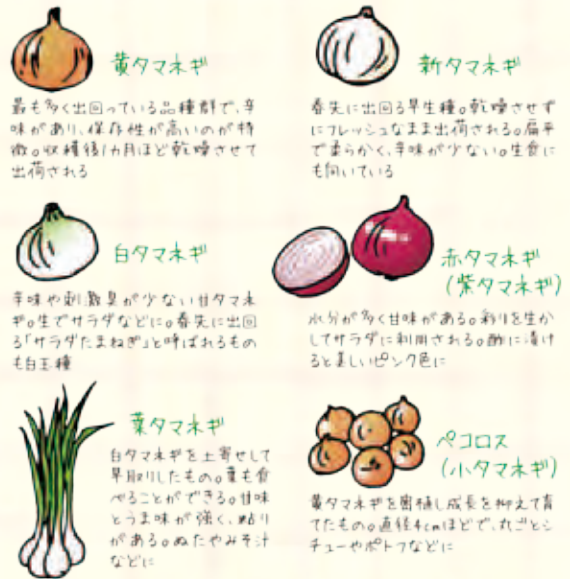 黄タマネギ
最も多く出回っている品種群で、辛
味があり、保存性が高いのが特
徴。収穫後1カ月ほど乾燥させて
出荷される
新タマネギ
春先に出回る早生種。乾燥させず
にフレッシュなまま出荷される。扁平
で柔らかく、辛味が少ない。生食に
も向いている
白タマネギ
辛味や刺激臭が少ない甘タマネ
ギ。生でサラダなどに。春先に出回
る「サラダたまねぎ」と呼ばれるもの
も白玉種
赤タマネギ
(紫タマネギ)
水分が多く甘味がある。彩りを生か
してサラダに利用される。酢に漬け
ると美しいピンク色に
葉タマネギ
白タマネギを土寄せして
早取りしたもの。葉も食
べることができる。甘味
とうま味が強く、粘り
がある。ぬたやみそ汁
などに
ペコロス
(小タマネギ)
黄タマネギを密植し成長を抑えて育
てたもの。直径4cmほどで、丸ごとシ
チューやポトフなどに